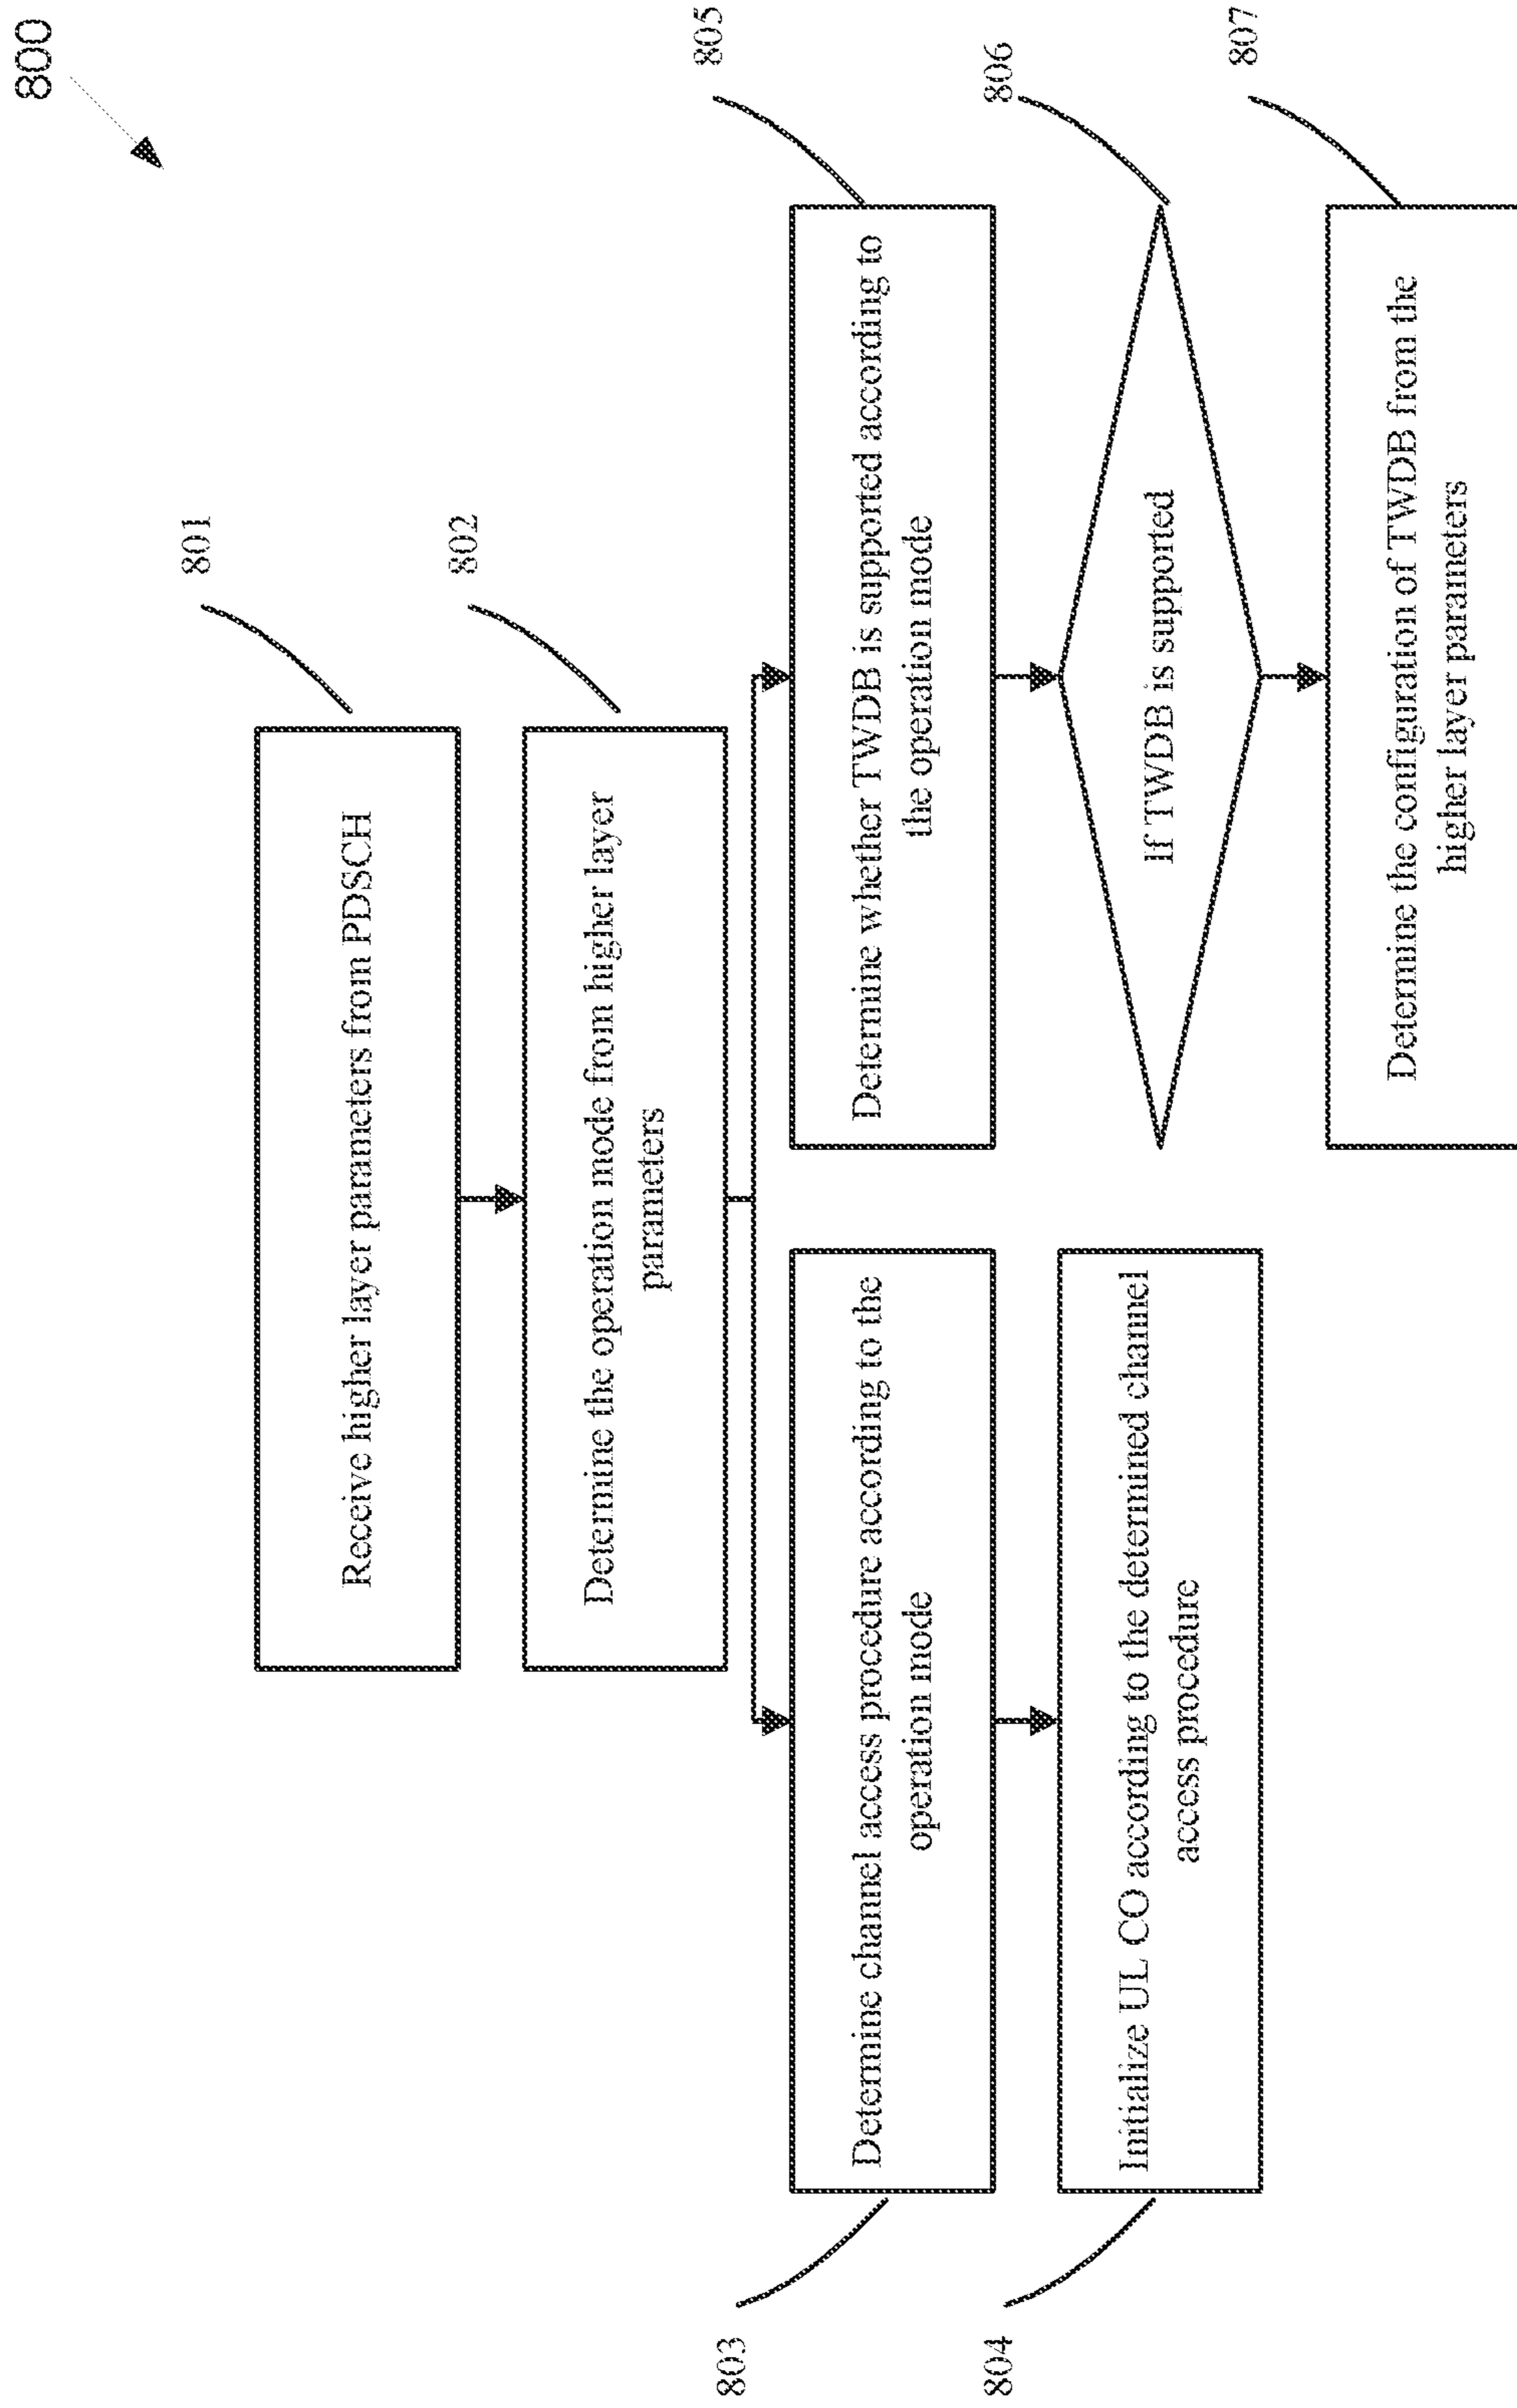 800
801
Receive higher layer parameters from PDSCH
802
Determine the operation mode from higher layer
parameters
803
Determine channel access procedure according to the
operation mode
804
Initialize UL CO according to the determined channel
access procedure
805
Determine whether TWDB is supported according to
the operation mode
806
If TWDB is supported
807
Determine the configuration of TWDB from the
higher layer parameters